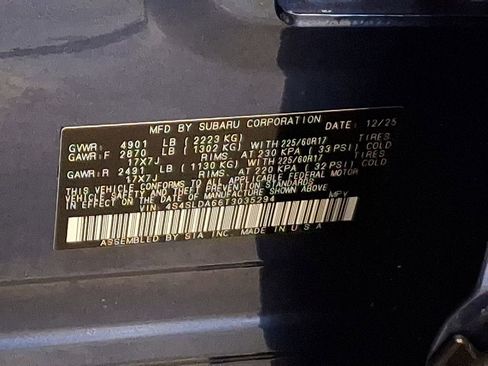 MFD BY SUBARU CORPORATION DATE: 12/25
GVWR: 4901 LB (2223 KG)
GAWR:F 2870 LB (1302 KG) WITH 225/60R17 TIRES
17X7J RIMS. AT 230 KPA (33 PSI) COLD
GAWR:R 2491 LB (1130 KG) WITH 225/60R17 TIRES
17X7J RIMS. AT 220 KPA (32 PSI) COLD
THIS VEHICLE CONFORMS TO ALL APPLICABLE FEDERAL MOTOR
VEHICLE SAFETY AND THEFT PREVENTION STANDARDS
IN EFFECT ON THE DATE OF MANUFACTURE SHOWN ABOVE.
VIN: 4S4SLDA66T3035294 MPV
ASSEMBLED BY SIA INC. MADE IN U.S.A